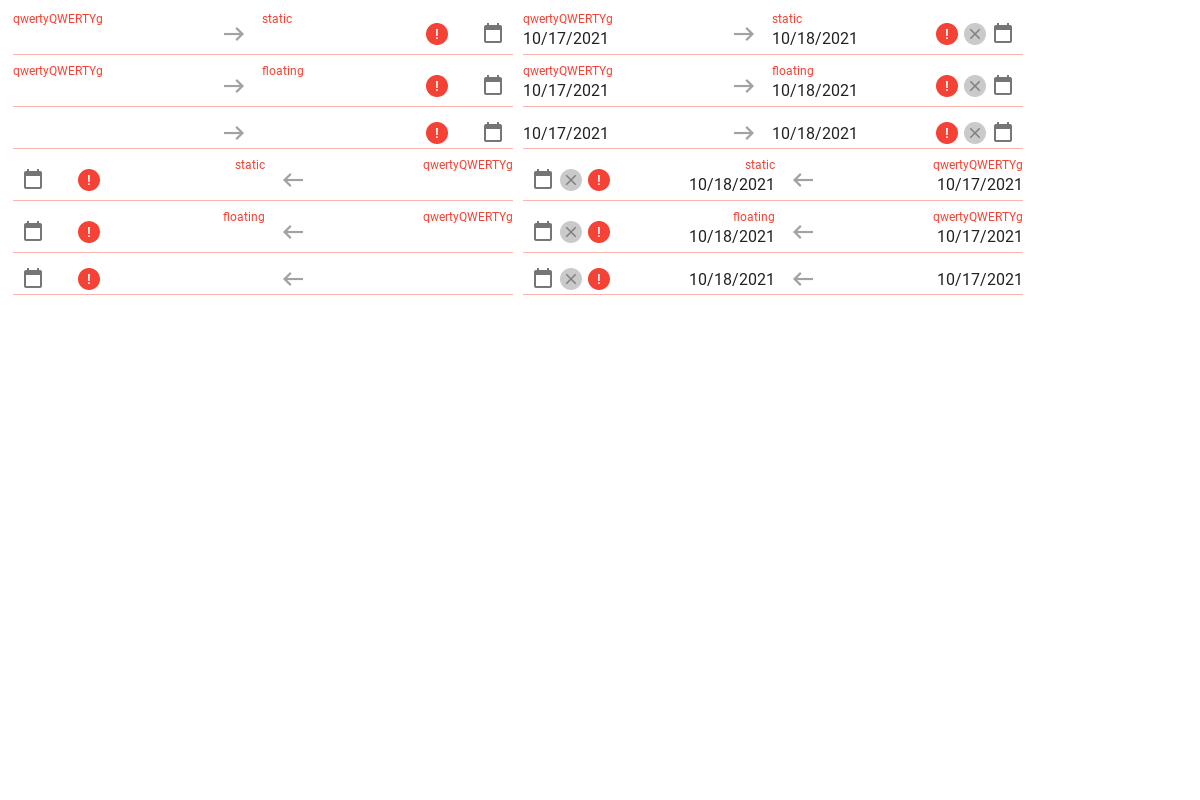 qwertyQWERTYg static qwertyQWERTYg static
10/17/2021 10/18/2021
qwertyQWERTYg floating qwertyQWERTYg floating
10/17/2021 10/18/2021
10/17/2021 10/18/2021
static qwertyQWERTYg static qwertyQWERTYg
10/18/2021 10/17/2021
floating qwertyQWERTYg floating qwertyQWERTYg
10/18/2021 10/17/2021
10/18/2021 10/17/2021